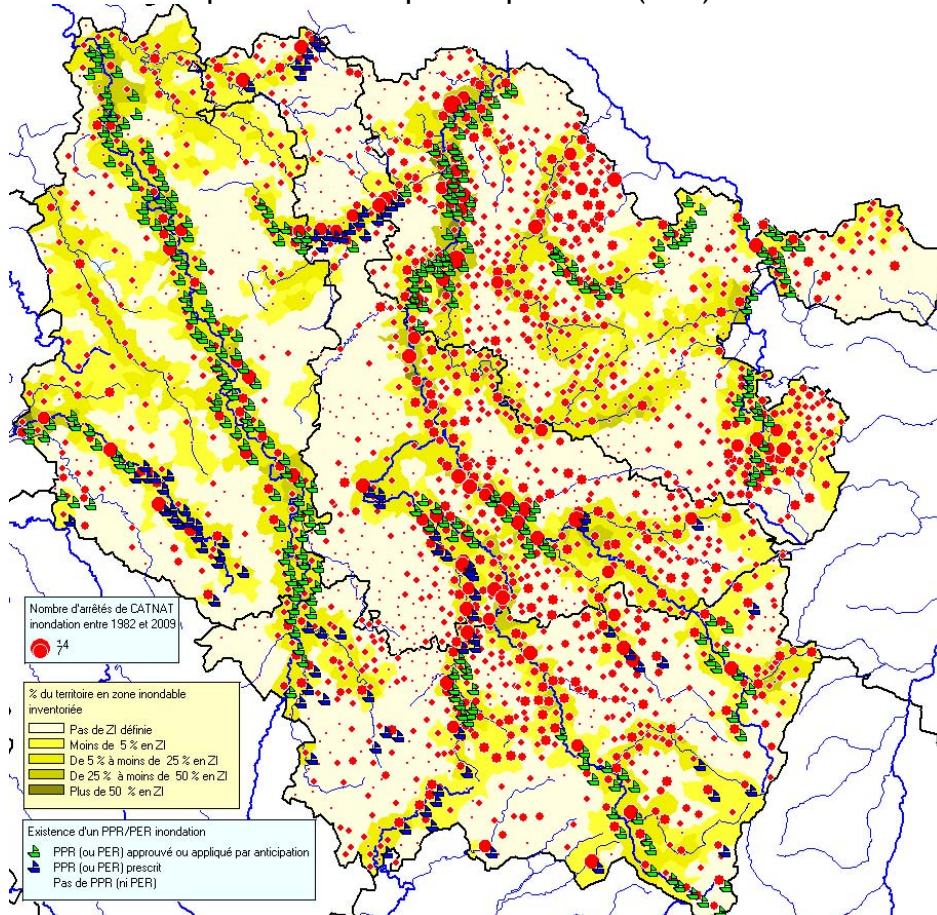 Nombre d'arrêtés de CATNAT
inondation entre 1982 et 2009
14
7
% du territoire en zone inondable
inventoriée
Pas de ZI définie
Moins de 5 % en ZI
De 5 % à moins de 25 % en ZI
De 25 % à moins de 50 % en ZI
Plus de 50 % en ZI
Existence d'un PPR/PER inondation
PPR (ou PER) approuvé ou appliqué par anticipation
PPR (ou PER) prescrit
Pas de PPR (ni PER)